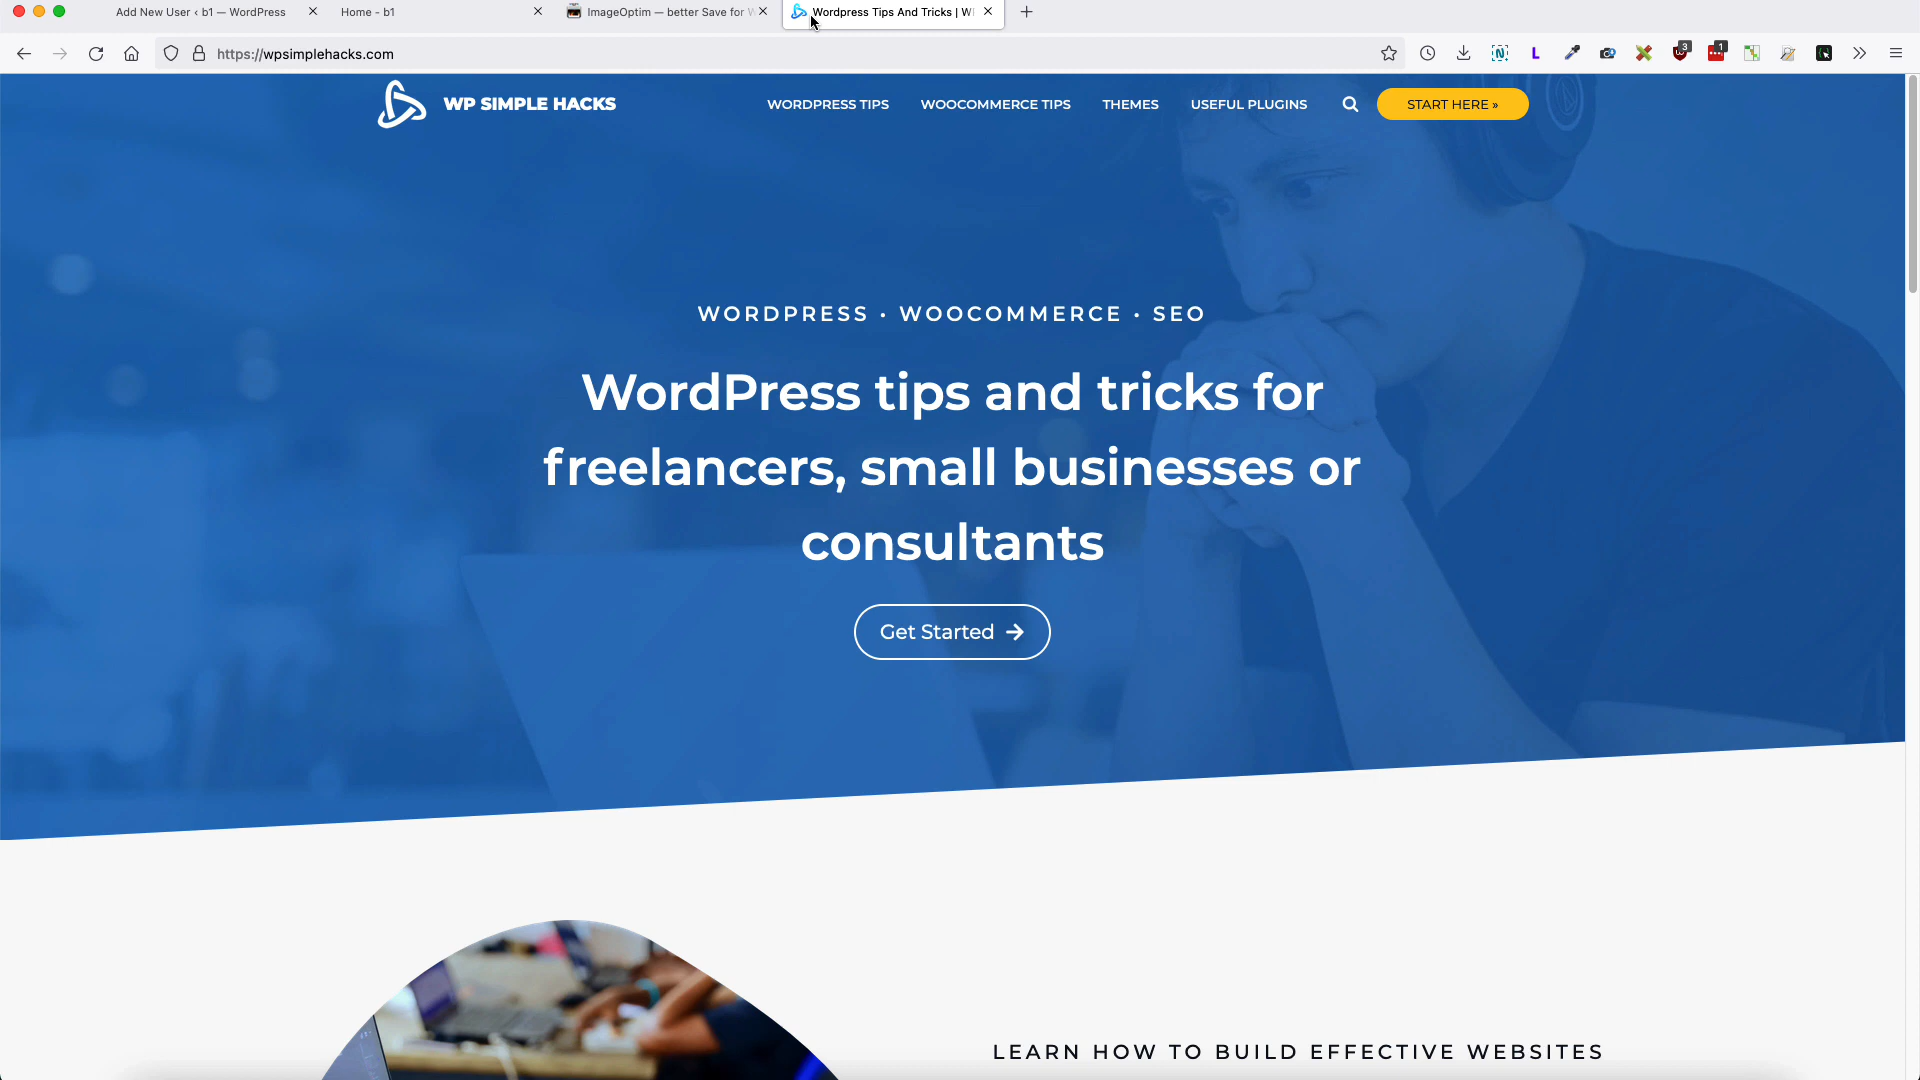 Add New User ‹ b1 — WordPress
Home - b1
ImageOptim — better Save for
Wordpress Tips And Tricks |
https://wpsimplehacks.com
L
3
1
WP SIMPLE HACKS
WORDPRESS TIPS
WOOCOMMERCE TIPS
THEMES
USEFUL PLUGINS
START HERE »
WORDPRESS • WOOCOMMERCE • SEO
WordPress tips and tricks for
freelancers, small businesses or
consultants
Get Started
LEARN HOW TO BUILD EFFECTIVE WEBSITES